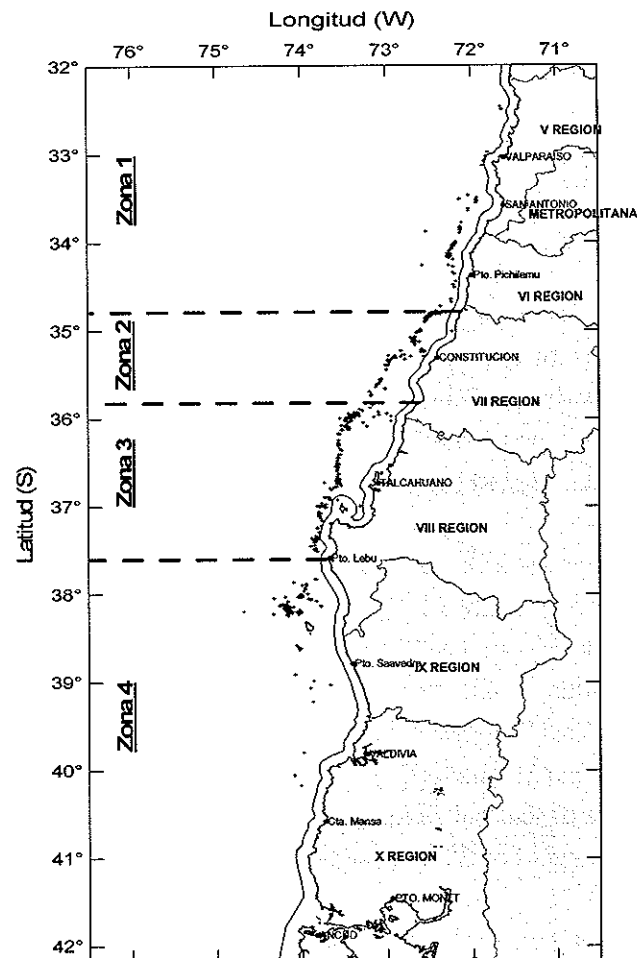 Longitud (W)
76° 75° 74° 73° 72° 71°
32°
V REGION
33°
VALPARAISO
Zona 1
SAN ANTONIO
METROPOLITANA
34°
Pto. Pichilemu
VI REGION
35°
Zona 2
CONSTITUCION
VII REGION
36°
Zona 3
TALCAHUANO
37°
VIII REGION
Latitud (S)
Pto. Lebu
38°
Pto. Saavedra
IX REGION
39°
Zona 4
VALDIVIA
40°
Cta. Mansa
X REGION
41°
PTO. MONTT
ANCUD
42°